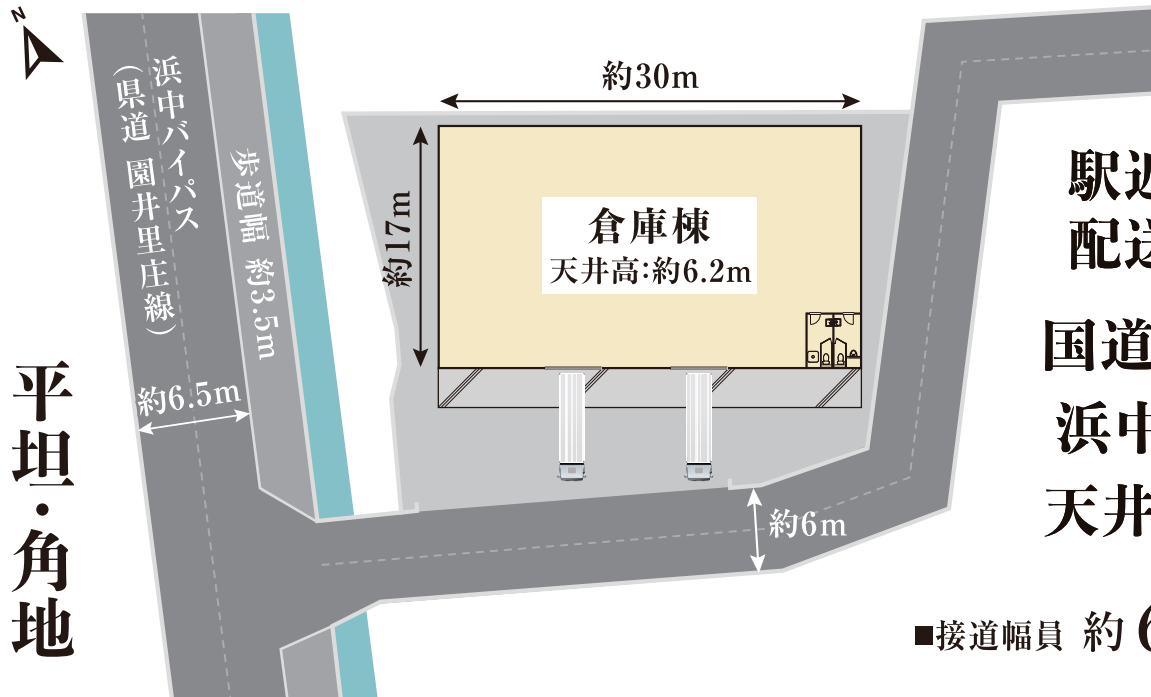 N
約30m
浜中バイパス
（県道 園井里庄線）
歩道幅 約3.5m
約17m
倉庫棟
天井高：約6.2m
駅近
配送
国道
浜中
天井
約6.5m
平坦・角地
約6m
■接道幅員 約6